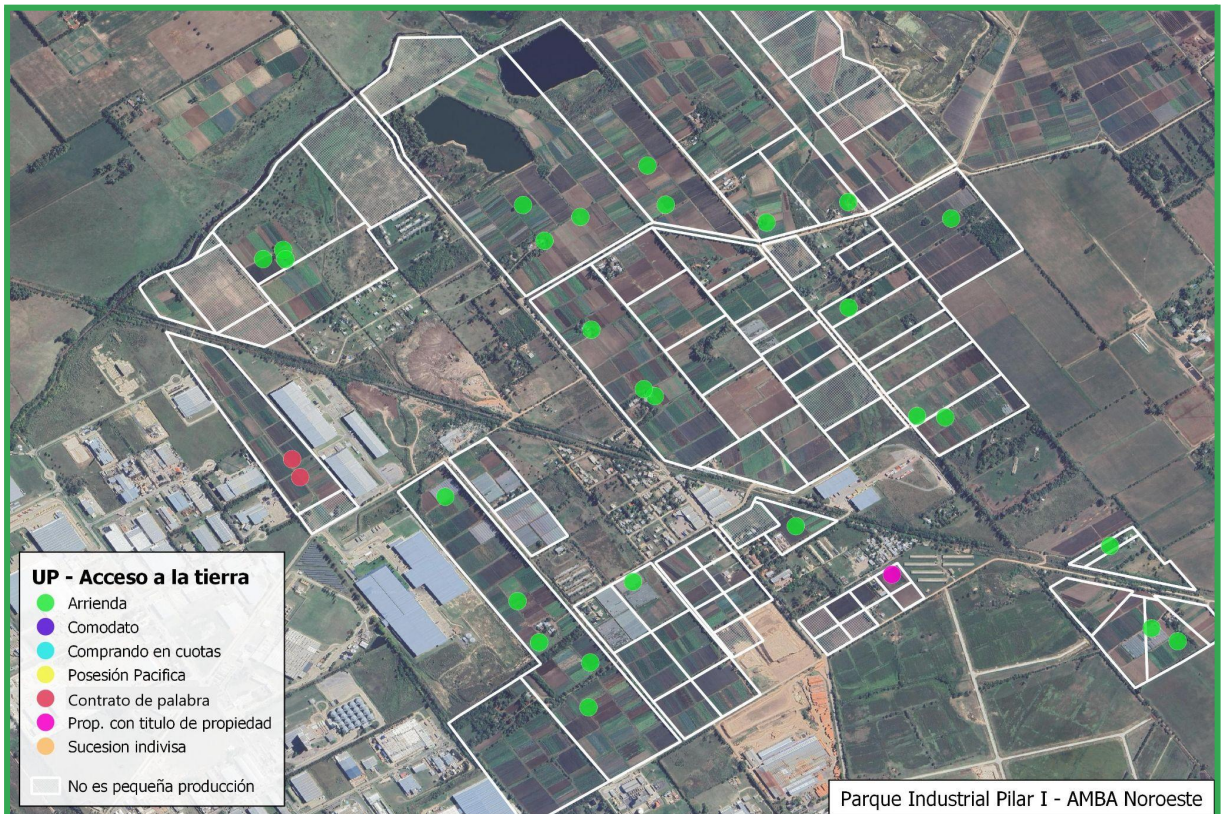 UP - Acceso a la tierra
Arrienda
Comodato
Comprando en cuotas
Posesión Pacifica
Contrato de palabra
Prop. con titulo de propiedad
Sucesion indivisa
No es pequeña producción
Parque Industrial Pilar I - AMBA Noroeste